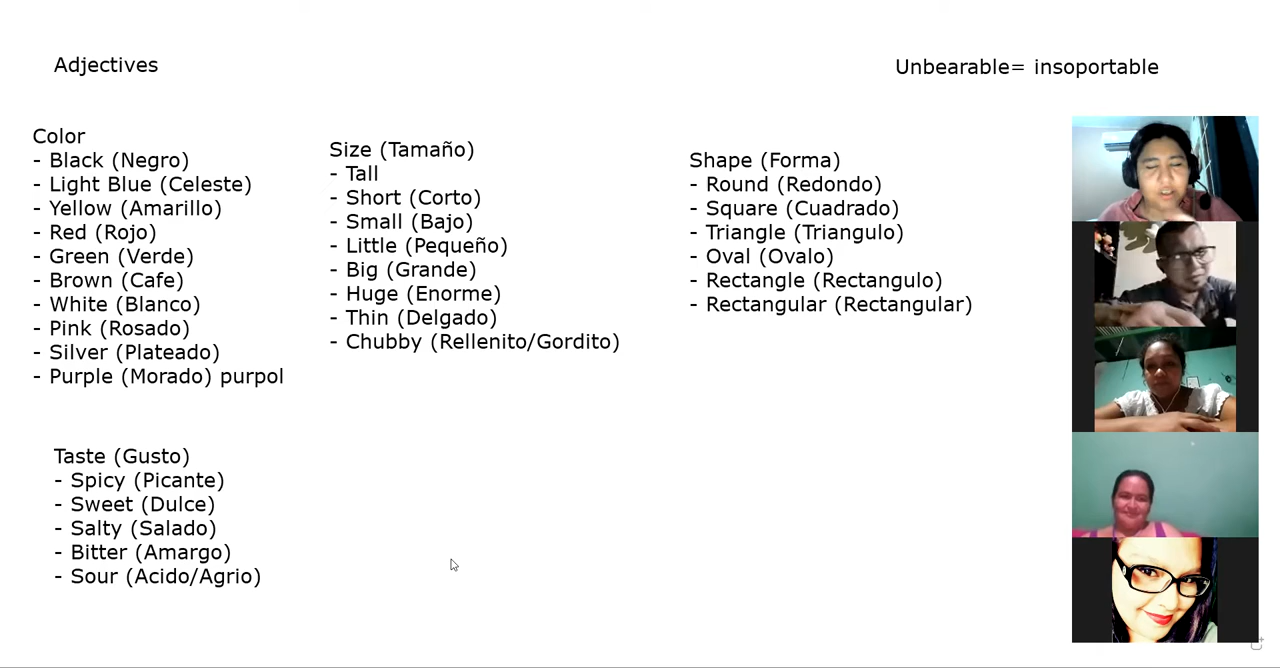 Adjectives
Unbearable= insoportable
Color
- Black (Negro)
- Light Blue (Celeste)
- Yellow (Amarillo)
- Red (Rojo)
- Green (Verde)
- Brown (Cafe)
- White (Blanco)
- Pink (Rosado)
- Silver (Plateado)
- Purple (Morado) purpol
Size (Tamaño)
- Tall
- Short (Corto)
- Small (Bajo)
- Little (Pequeño)
- Big (Grande)
- Huge (Enorme)
- Thin (Delgado)
- Chubby (Rellenito/Gordito)
Shape (Forma)
- Round (Redondo)
- Square (Cuadrado)
- Triangle (Triangulo)
- Oval (Ovalo)
- Rectangle (Rectangulo)
- Rectangular (Rectangular)
Taste (Gusto)
- Spicy (Picante)
- Sweet (Dulce)
- Salty (Salado)
- Bitter (Amargo)
- Sour (Acido/Agrio)